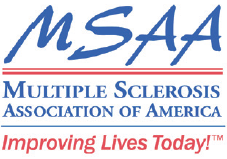 MSAA
MULTIPLE SCLEROSIS
ASSOCIATION OF AMERICA
Improving Lives Today!™